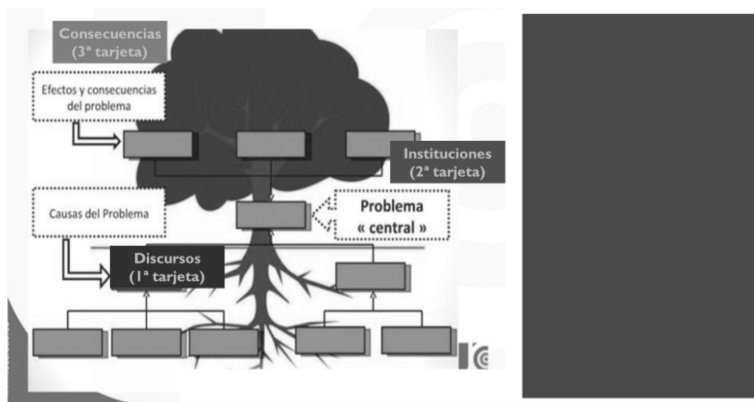 Consecuencias
(3ª tarjeta)
Efectos y consecuencias
del problema
Instituciones
(2ª tarjeta)
Problema
« central »
Causas del Problema
Discursos
(1ª tarjeta)